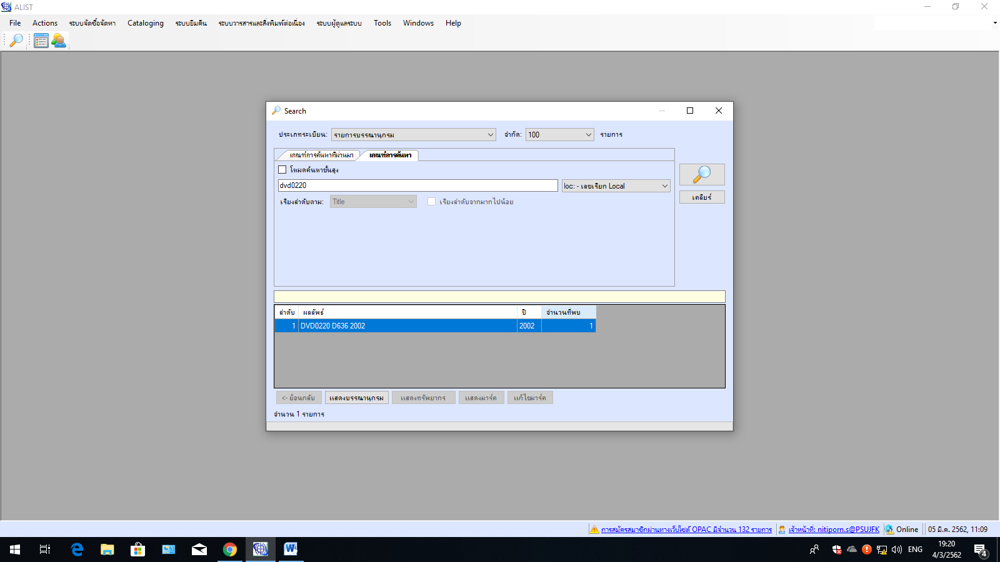 ALIST
File Actions ระบบจัดซื้อจัดหา Cataloging ระบบยืมคืน ระบบวารสารและสิ่งพิมพ์ต่อเนื่อง ระบบผู้ดูแลระบบ Tools Windows Help
Search
ประเภทระเบียน: รายการบรรณานุกรม จำกัด: 100 รายการ
เกณฑ์การค้นหาที่ผ่านมา เกณฑ์การค้นหา
โหมดค้นหาขั้นสูง
dvd0220 loc: - เลขเรียก Local
เคลียร์
เรียงลำดับตาม: Title เรียงลำดับจากมากไปน้อย
ลำดับ ผลลัพธ์ ปี จำนวนที่พบ
1 DVD0220 D636 2002 2002 1
<- ย้อนกลับ แสดงบรรณานุกรม แสดงทรัพยากร แสดงมาร์ค แก้ไขมาร์ค
จำนวน 1 รายการ
การสมัครสมาชิกผ่านทางเว็บไซต์ OPAC มีจำนวน 132 รายการ เจ้าหน้าที่: nitiporn.s@PSUJFK Online 05 มี.ค. 2562, 11:09
ENG 19:20
4/3/2562 4